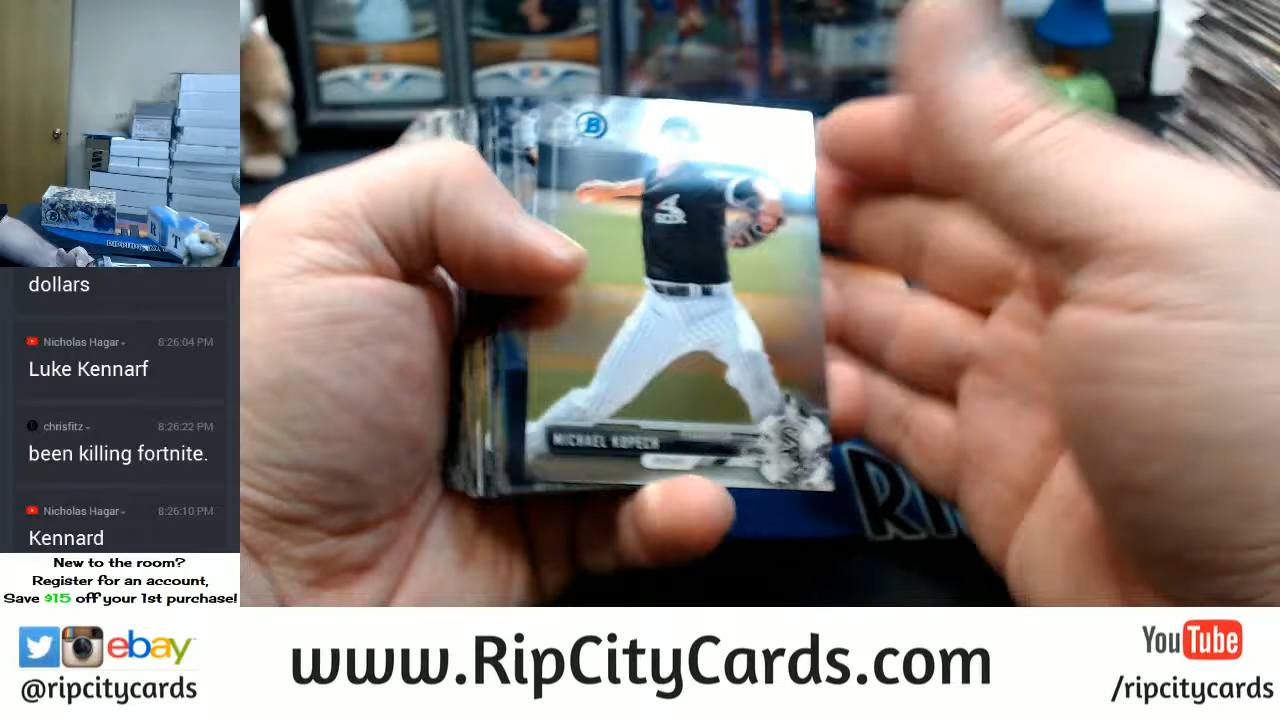 dollars
Nicholas Hagar
8:26:04 PM
Luke Kennarf
chrisfitz
8:26:22 PM
been killing fortnite.
Nicholas Hagar
8:26:10 PM
Kennard
New to the room?
Register for an account,
Save $15 off your 1st purchase!
B
SOX
MICHAEL KOPECH
RI
ebay
@ripcitycards
www.RipCityCards.com
YouTube
/ripcitycards